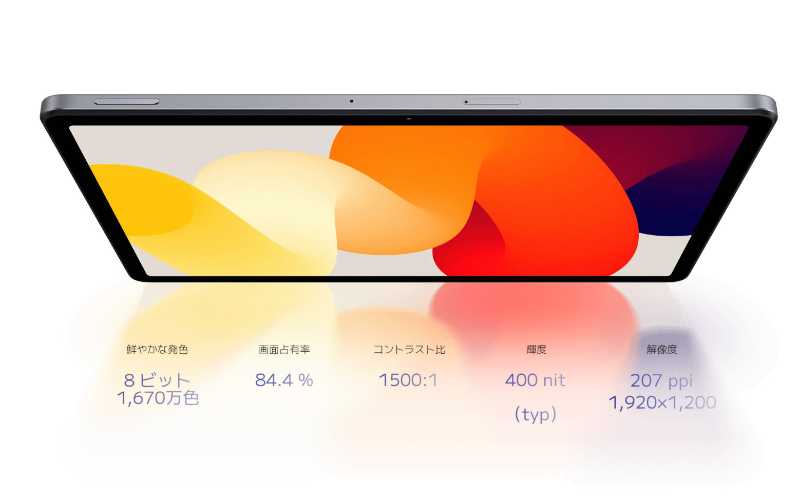 鮮やかな発色
8 ビット
1,670万色
画面占有率
84.4 %
コントラスト比
1500:1
輝度
400 nit
(typ)
解像度
207 ppi
1,920×1,200